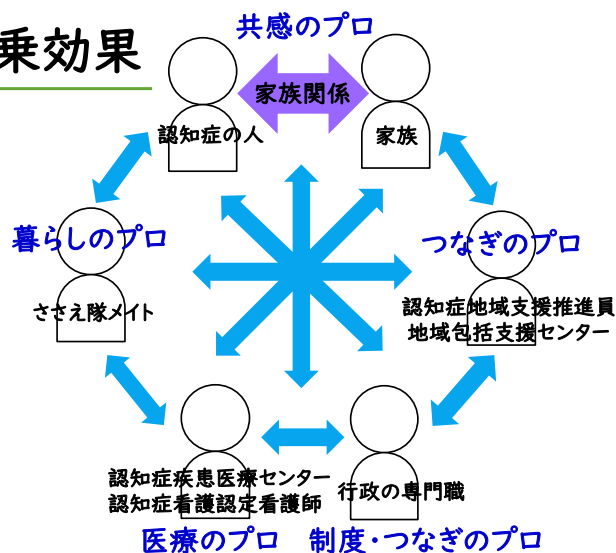 乗効果
共感のプロ
家族関係
認知症の人
家族
暮らしのプロ
つなぎのプロ
ささえ隊メイト
認知症地域支援推進員
地域包括支援センター
認知症疾患医療センター
認知症看護認定看護師
行政の専門職
医療のプロ
制度・つなぎのプロ